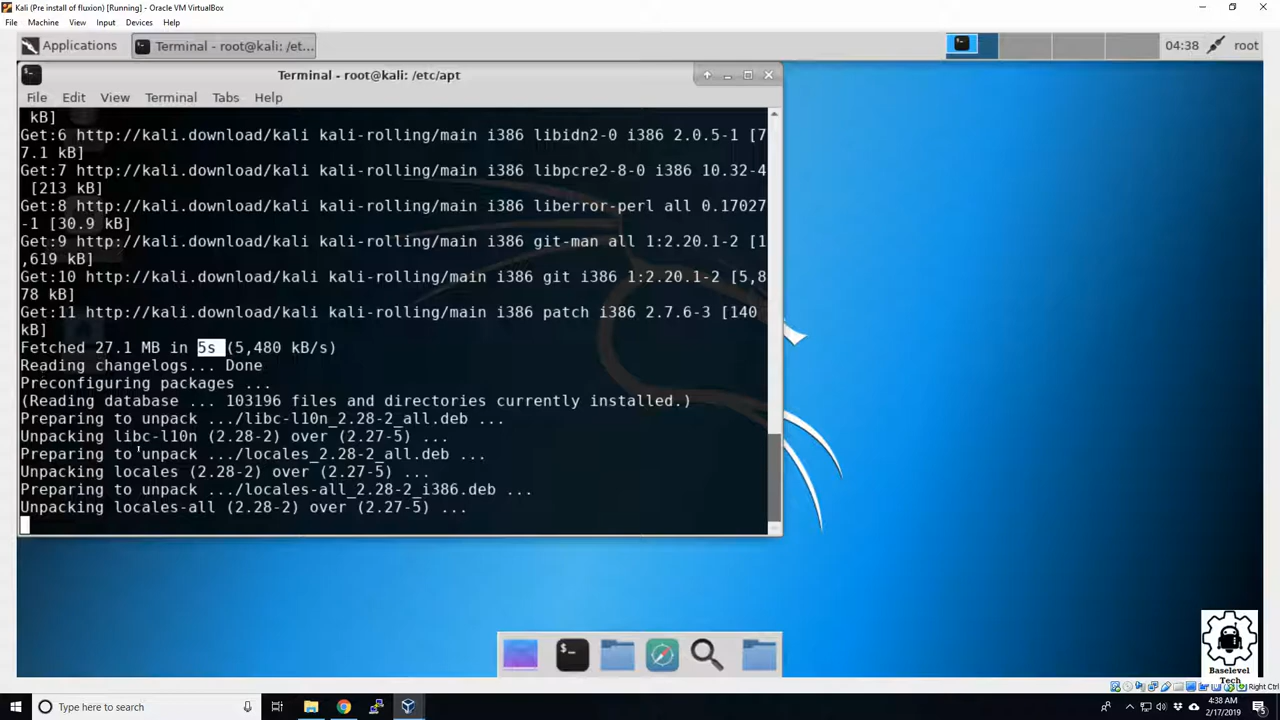 Kali (Pre install of fluxion) [Running] - Oracle VM VirtualBox
File Machine View Input Devices Help
Applications
Terminal - root@kali: /et...
04:38
root
Terminal - root@kali: /etc/apt
File Edit View Terminal Tabs Help
kB]
Get:6 http://kali.download/kali kali-rolling/main i386 libidn2-0 i386 2.0.5-1 [7
7.1 kB]
Get:7 http://kali.download/kali kali-rolling/main i386 libpcre2-8-0 i386 10.32-4
[213 kB]
Get:8 http://kali.download/kali kali-rolling/main i386 liberror-perl all 0.17027
-1 [30.9 kB]
Get:9 http://kali.download/kali kali-rolling/main i386 git-man all 1:2.20.1-2 [1
,619 kB]
Get:10 http://kali.download/kali kali-rolling/main i386 git i386 1:2.20.1-2 [5,8
78 kB]
Get:11 http://kali.download/kali kali-rolling/main i386 patch i386 2.7.6-3 [140
kB]
Fetched 27.1 MB in 5s (5,480 kB/s)
Reading changelogs... Done
Preconfiguring packages ...
(Reading database ... 103196 files and directories currently installed.)
Preparing to unpack .../libc-l10n_2.28-2_all.deb ...
Unpacking libc-l10n (2.28-2) over (2.27-5) ...
Preparing to unpack .../locales_2.28-2_all.deb ...
Unpacking locales (2.28-2) over (2.27-5) ...
Preparing to unpack .../locales-all_2.28-2_i386.deb ...
Unpacking locales-all (2.28-2) over (2.27-5) ...
Baselevel
Tech
Right Ctrl
Type here to search
4:38 AM
2/17/2019